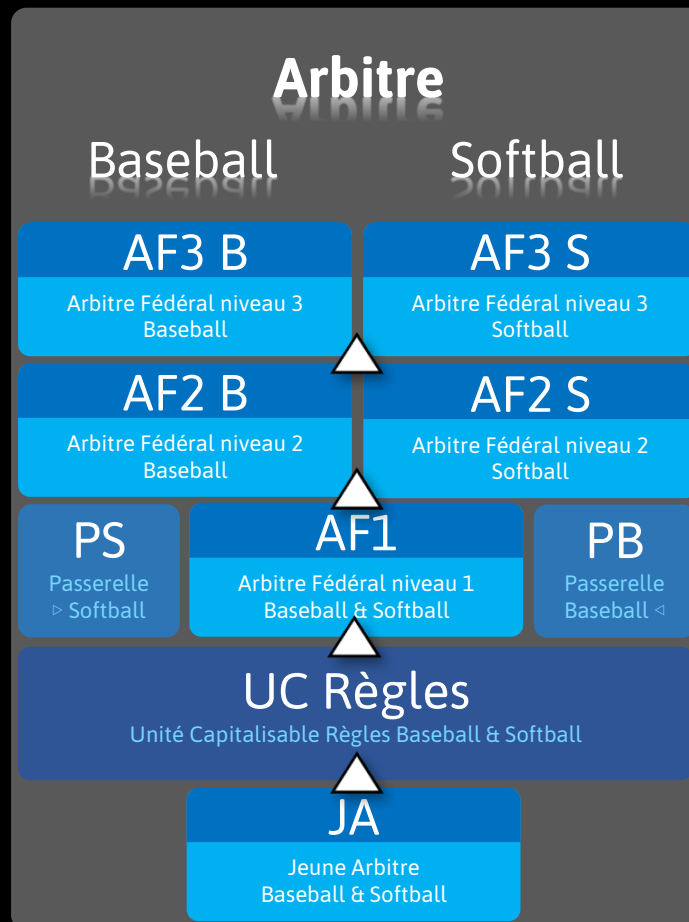 Arbitre
Baseball
Softball
AF3 B
Arbitre Fédéral niveau 3
Baseball
AF3 S
Arbitre Fédéral niveau 3
Softball
AF2 B
Arbitre Fédéral niveau 2
Baseball
AF2 S
Arbitre Fédéral niveau 2
Softball
PS
Passerelle
▹ Softball
AF1
Arbitre Fédéral niveau 1
Baseball & Softball
PB
Passerelle
Baseball ◃
UC Règles
Unité Capitalisable Règles Baseball & Softball
JA
Jeune Arbitre
Baseball & Softball